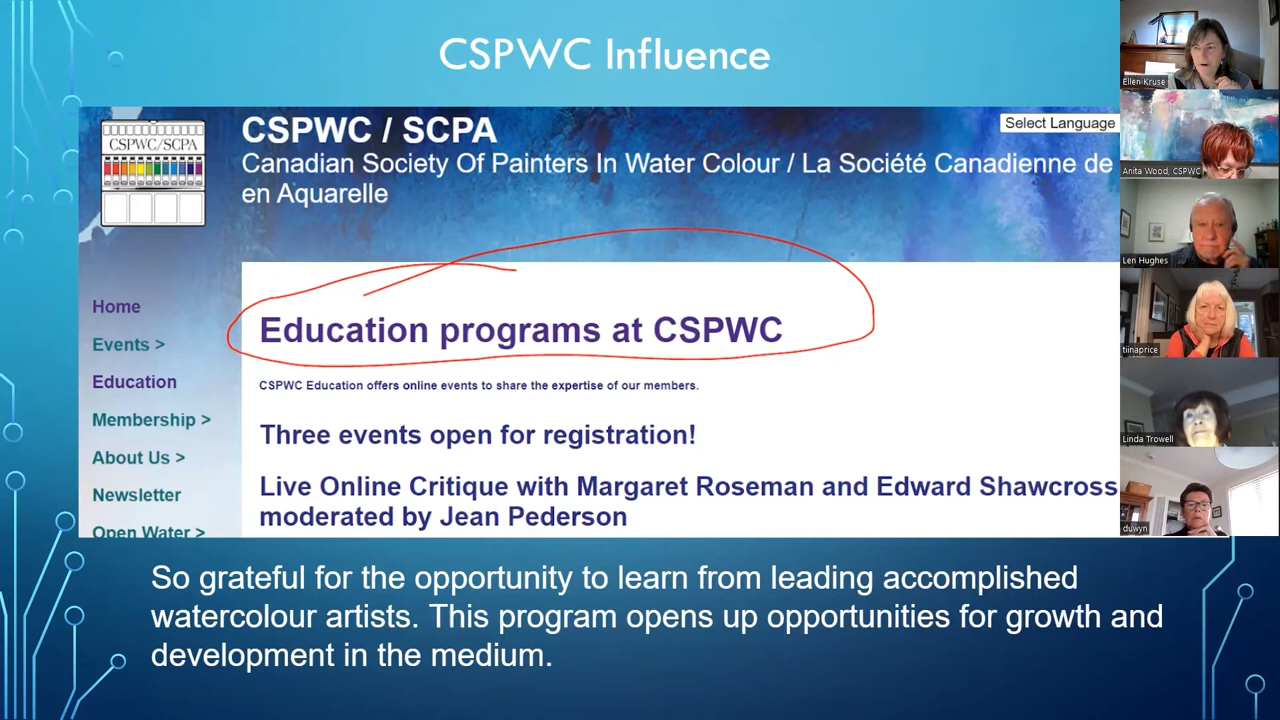 CSPWC Influence
CSPWC/SCPA
CSPWC / SCPA
Select Language
Canadian Society Of Painters In Water Colour / La Société Canadienne de
en Aquarelle
Home
Events >
Education
Membership >
About Us >
Newsletter
Open Water >
Education programs at CSPWC
CSPWC Education offers online events to share the expertise of our members.
Three events open for registration!
Live Online Critique with Margaret Roseman and Edward Shawcross
moderated by Jean Pederson
So grateful for the opportunity to learn from leading accomplished
watercolour artists. This program opens up opportunities for growth and
development in the medium.
Ellen Kruse
Anita Wood, CSPWC
Len Hughes
tiinaprice
Linda Trowell
duwyn